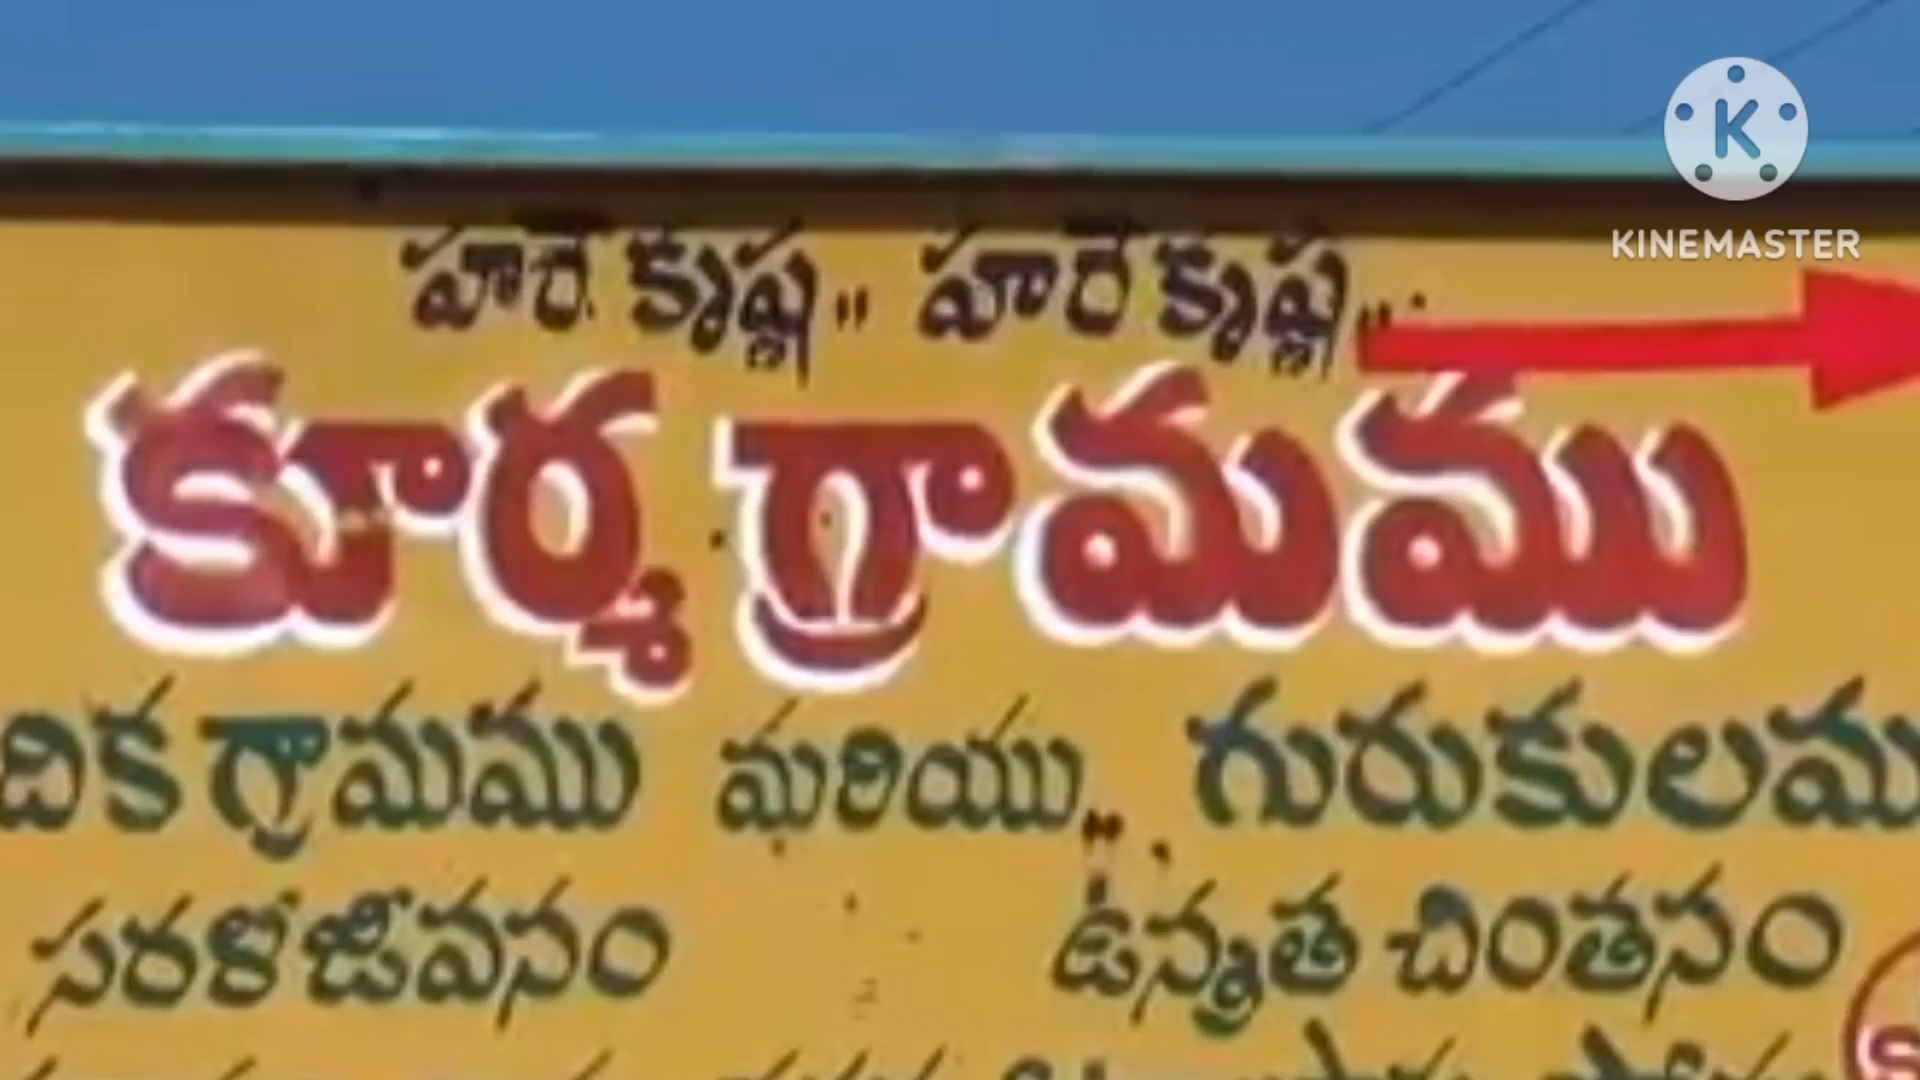 KINEMASTER
హరే కృష్ణ.. హరే కృష్ణ..
కూర్మ గ్రామము
దిక గ్రామము మరియు.. గురుకులము
సరళ జీవనం ఉన్నత చింతనం